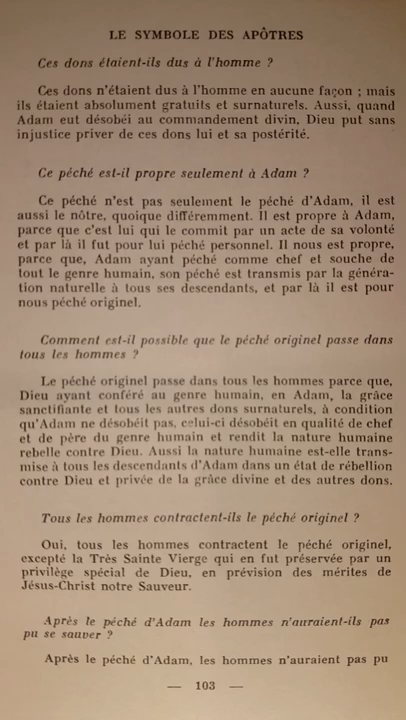 LE SYMBOLE DES APÔTRES
Ces dons étaient-ils dus à l'homme ?
Ces dons n'étaient dus à l'homme en aucune façon ; mais
ils étaient absolument gratuits et surnaturels. Aussi, quand
Adam eut désobéi au commandement divin, Dieu put sans
injustice priver de ces dons lui et sa postérité.
Ce péché est-il propre seulement à Adam ?
Ce péché n'est pas seulement le péché d'Adam, il est
aussi le nôtre, quoique différemment. Il est propre à Adam,
parce que c'est lui qui le commit par un acte de sa volonté
et par là il fut pour lui péché personnel. Il nous est propre,
parce que, Adam ayant péché comme chef et souche de
tout le genre humain, son péché est transmis par la généra-
tion naturelle à tous ses descendants, et par là il est pour
nous péché originel.
Comment est-il possible que le péché originel passe dans
tous les hommes ?
Le péché originel passe dans tous les hommes parce que,
Dieu ayant conféré au genre humain, en Adam, la grâce
sanctifiante et tous les autres dons surnaturels, à condition
qu'Adam ne désobéit pas, celui-ci désobéit en qualité de chef
et de père du genre humain et rendit la nature humaine
rebelle contre Dieu. Aussi la nature humaine est-elle trans-
mise à tous les descendants d'Adam dans un état de rébellion
contre Dieu et privée de la grâce divine et des autres dons.
Tous les hommes contractent-ils le péché originel ?
Oui, tous les hommes contractent le péché originel,
excepté la Très Sainte Vierge qui en fut préservée par un
privilège spécial de Dieu, en prévision des mérites de
Jésus-Christ notre Sauveur.
Après le péché d'Adam les hommes n'auraient-ils pas
pu se sauver ?
Après le péché d'Adam, les hommes n'auraient pas pu
— 103 —